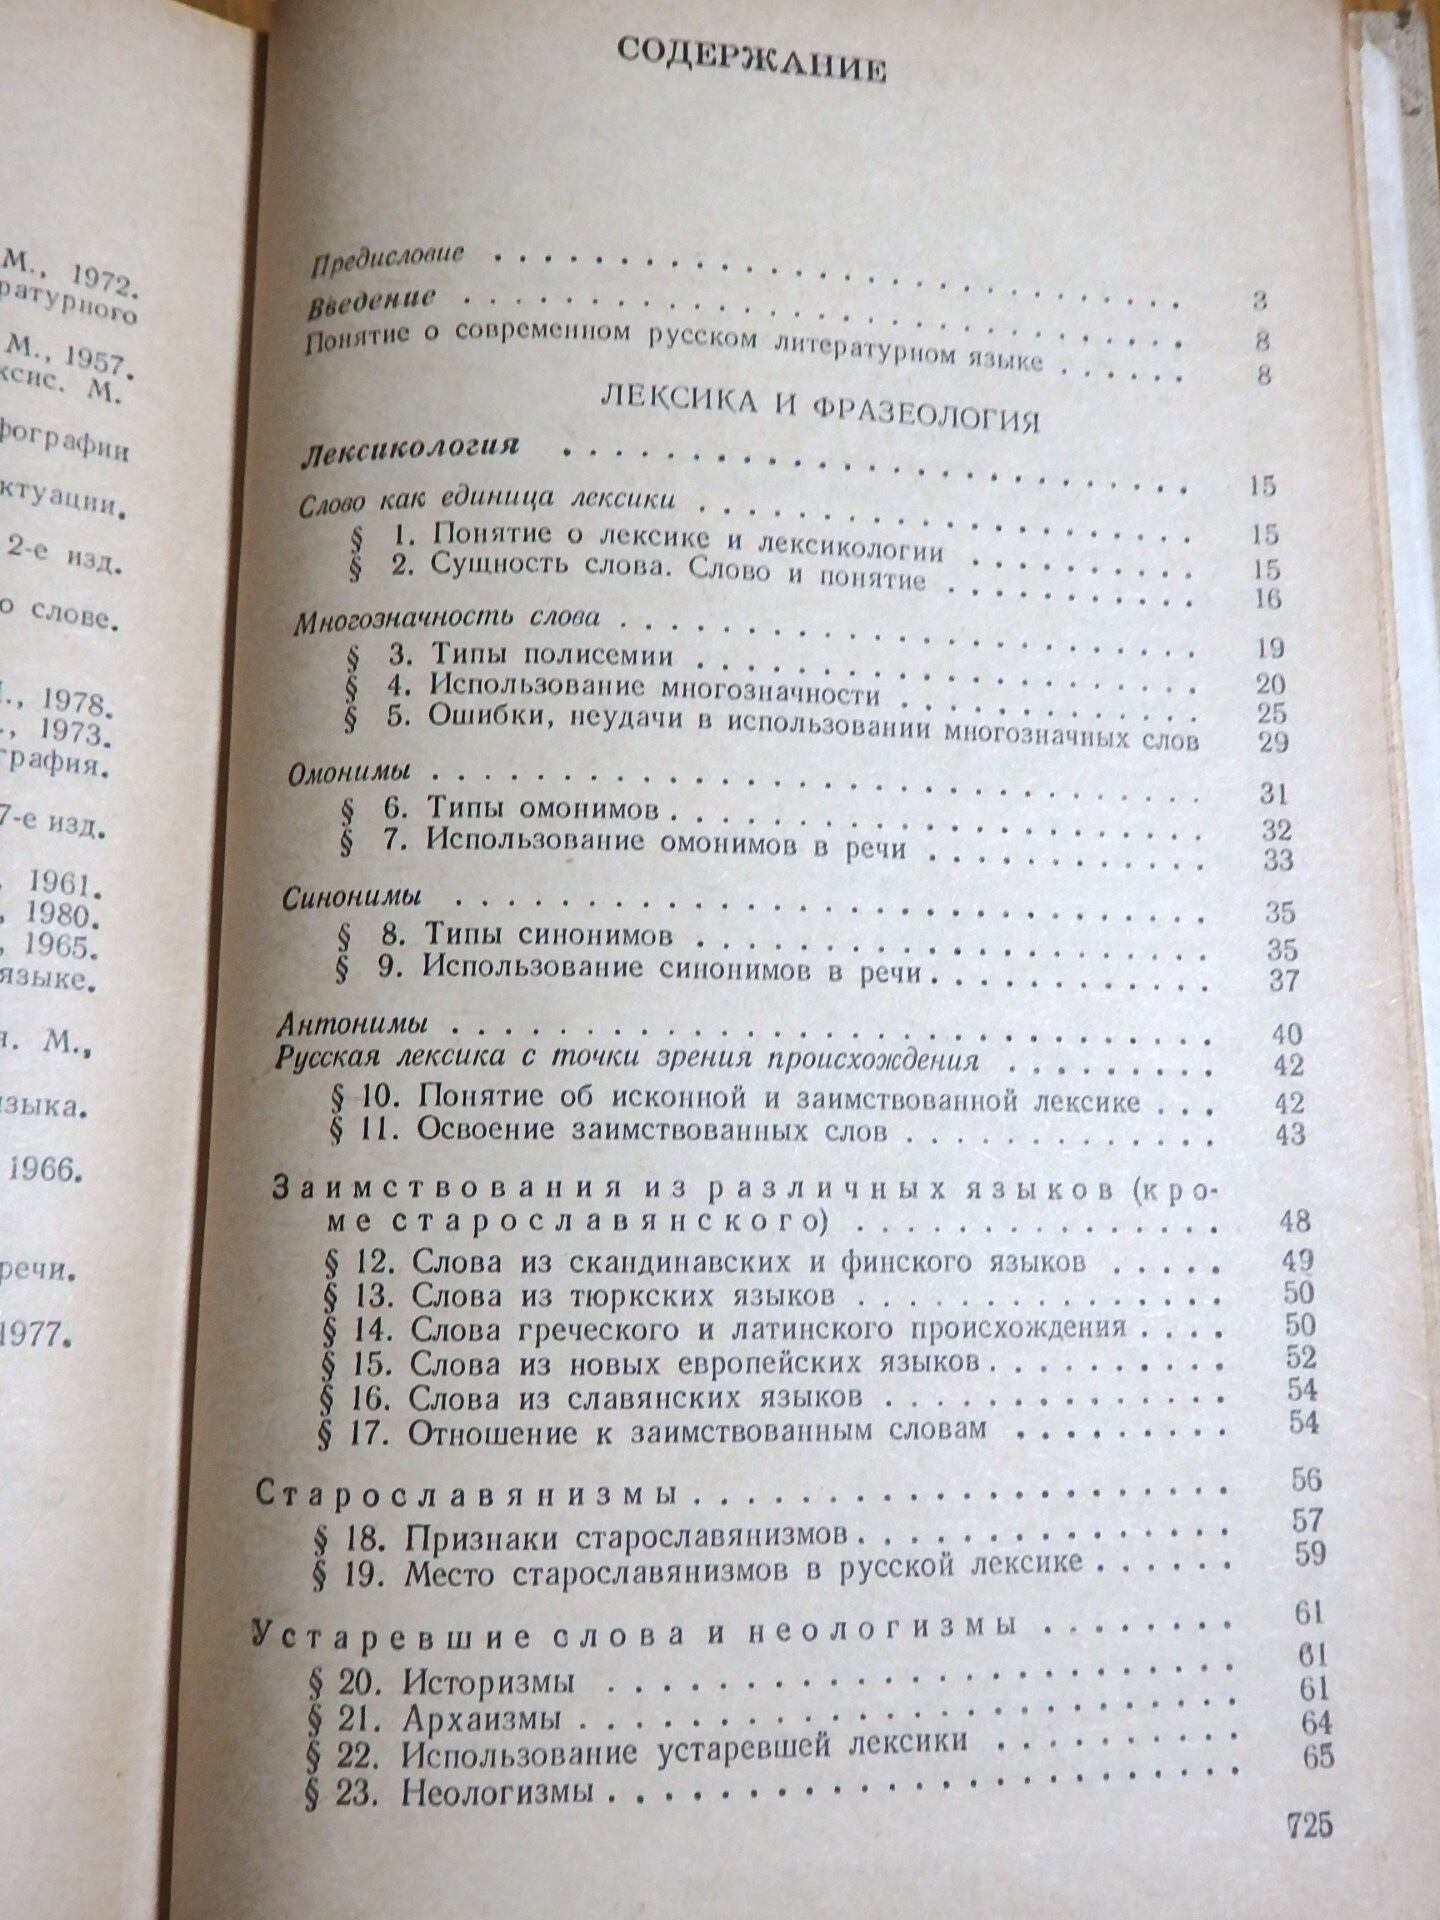 М., 1972.
М., 1957.
М.
2-е изд.
слове.
1978.
1973.
7-е изд.
1961.
1980.
1965.
языке.
М.,
1966.
речи.
1977.
СОДЕРЖАНИЕ
Предисловие . . . . . . . . . . . . . . . . . . . . . . . . . . . . 3
Введение . . . . . . . . . . . . . . . . . . . . . . . . . . . . . 8
Понятие о современном русском литературном языке . . . . . . 8
ЛЕКСИКА И ФРАЗЕОЛОГИЯ
Лексикология . . . . . . . . . . . . . . . . . . . . . . . . . 15
Слово как единица лексики . . . . . . . . . . . . . . . . . . . 15
§ 1. Понятие о лексике и лексикологии . . . . . . . . . . 15
§ 2. Сущность слова. Слово и понятие . . . . . . . . . . . 16
Многозначность слова . . . . . . . . . . . . . . . . . . . . . . 19
§ 3. Типы полисемии . . . . . . . . . . . . . . . . . . . 20
§ 4. Использование многозначности . . . . . . . . . . . . 25
§ 5. Ошибки, неудачи в использовании многозначных слов 29
Омонимы . . . . . . . . . . . . . . . . . . . . . . . . . . . . 31
§ 6. Типы омонимов . . . . . . . . . . . . . . . . . . . . 32
§ 7. Использование омонимов в речи . . . . . . . . . . . 33
Синонимы . . . . . . . . . . . . . . . . . . . . . . . . . . . 35
§ 8. Типы синонимов . . . . . . . . . . . . . . . . . . . 35
§ 9. Использование синонимов в речи . . . . . . . . . . . 37
Антонимы . . . . . . . . . . . . . . . . . . . . . . . . . . . 40
Русская лексика с точки зрения происхождения . . . . . . . . . 42
§ 10. Понятие об исконной и заимствованной лексике . . . 42
§ 11. Освоение заимствованных слов . . . . . . . . . . . . 43
Заимствования из различных языков (кро-
ме старославянского) . . . . . . . . . . . . . . . 48
§ 12. Слова из скандинавских и финского языков . . . . . 49
§ 13. Слова из тюркских языков . . . . . . . . . . . . . . 50
§ 14. Слова греческого и латинского происхождения . . . . 50
§ 15. Слова из новых европейских языков . . . . . . . . . 52
§ 16. Слова из славянских языков . . . . . . . . . . . . . 54
§ 17. Отношение к заимствованным словам . . . . . . . . 54
Старославянизмы . . . . . . . . . . . . . . . . . . . . . 56
§ 18. Признаки старославянизмов . . . . . . . . . . . . . . 57
§ 19. Место старославянизмов в русской лексике . . . . . . 59
Устаревшие слова и неологизмы . . . . . . . . 61
§ 20. Историзмы . . . . . . . . . . . . . . . . . . . . . . . 61
§ 21. Архаизмы . . . . . . . . . . . . . . . . . . . . . . . . 61
§ 22. Использование устаревшей лексики . . . . . . . . . 64
§ 23. Неологизмы . . . . . . . . . . . . . . . . . . . . . . . 65
725